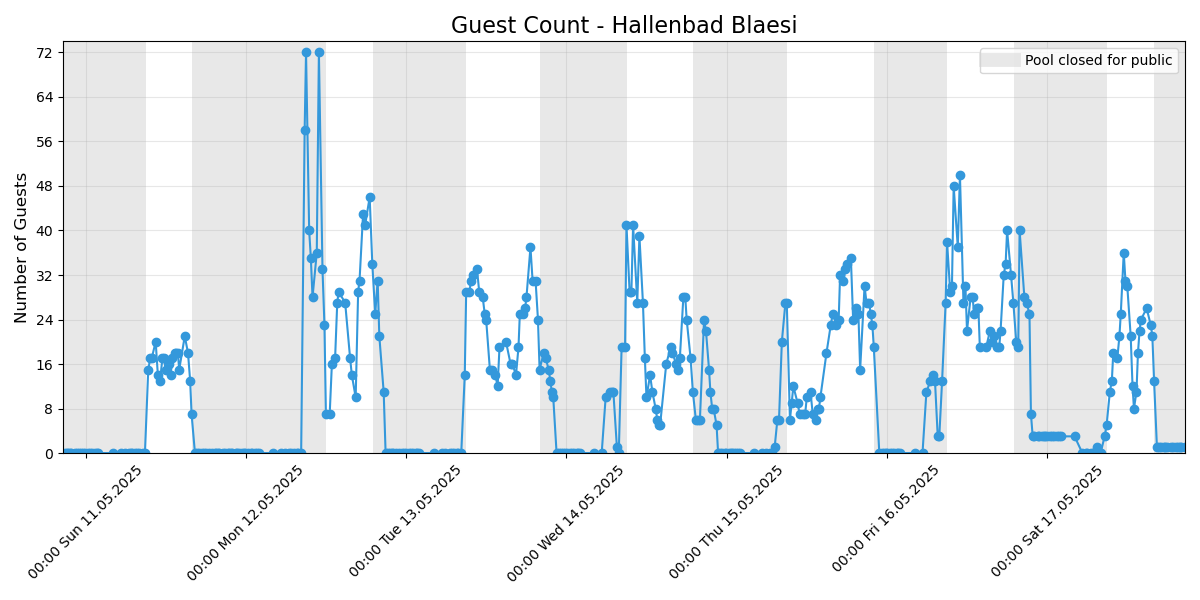 Guest Count - Hallenbad Blaesi
Pool closed for public
Number of Guests
72
64
56
48
40
32
24
16
8
0
00:00 Sun 11.05.2025
00:00 Mon 12.05.2025
00:00 Tue 13.05.2025
00:00 Wed 14.05.2025
00:00 Thu 15.05.2025
00:00 Fri 16.05.2025
00:00 Sat 17.05.2025